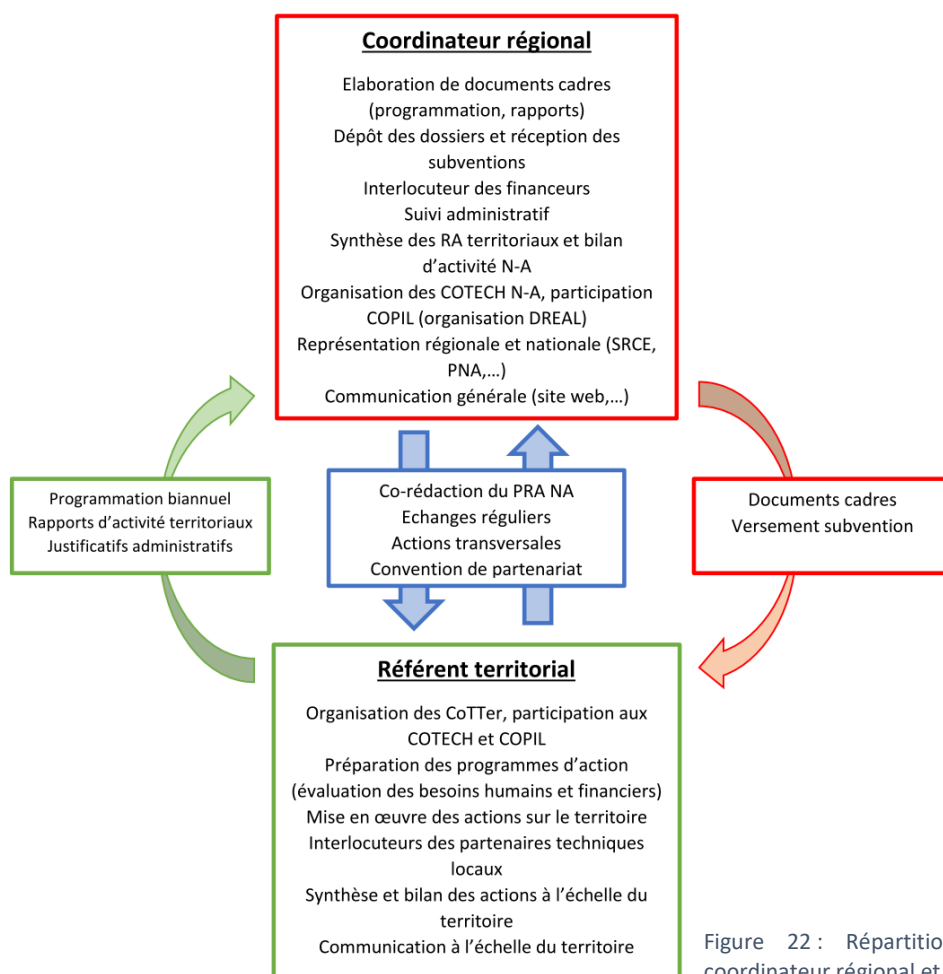 Coordinateur régional
Elaboration de documents cadres
(programmation, rapports)
Dépôt des dossiers et réception des
subventions
Interlocuteur des financeurs
Suivi administratif
Synthèse des RA territoriaux et bilan
d’activité N-A
Organisation des COTECH N-A, participation
COPIL (organisation DREAL)
Représentation régionale et nationale (SRCE,
PNA,…)
Communication générale (site web,…)
Programmation biannuel
Rapports d’activité territoriaux
Justificatifs administratifs
Co-rédaction du PRA NA
Echanges réguliers
Actions transversales
Convention de partenariat
Documents cadres
Versement subvention
Référent territorial
Organisation des CoTTer, participation aux
COTECH et COPIL
Préparation des programmes d’action
(évaluation des besoins humains et financiers)
Mise en œuvre des actions sur le territoire
Interlocuteurs des partenaires techniques
locaux
Synthèse et bilan des actions à l’échelle du
territoire
Communication à l’échelle du territoire
Figure 22 : Répartitio
coordinateur régional et